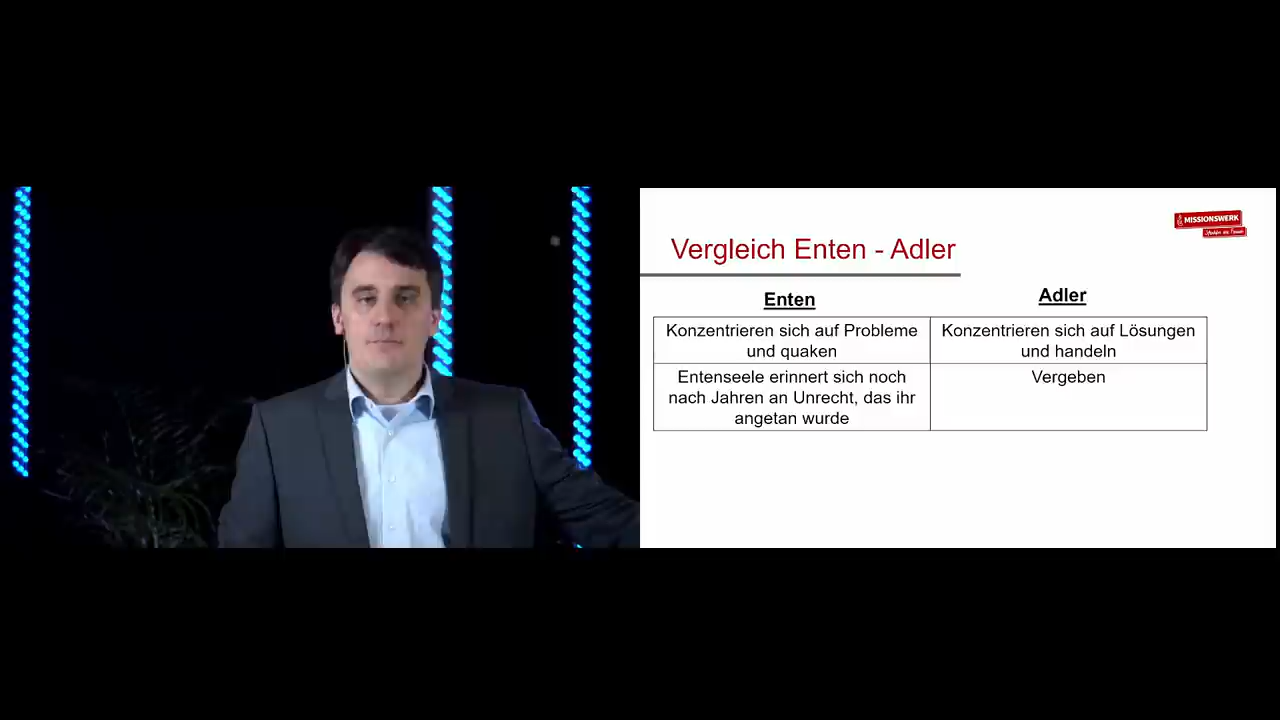 MISSIONSWERK
Vergleich Enten - Adler
Enten
Adler
Konzentrieren sich auf Probleme
und quaken
Konzentrieren sich auf Lösungen
und handeln
Entenseele erinnert sich noch
nach Jahren an Unrecht, das ihr
angetan wurde
Vergeben